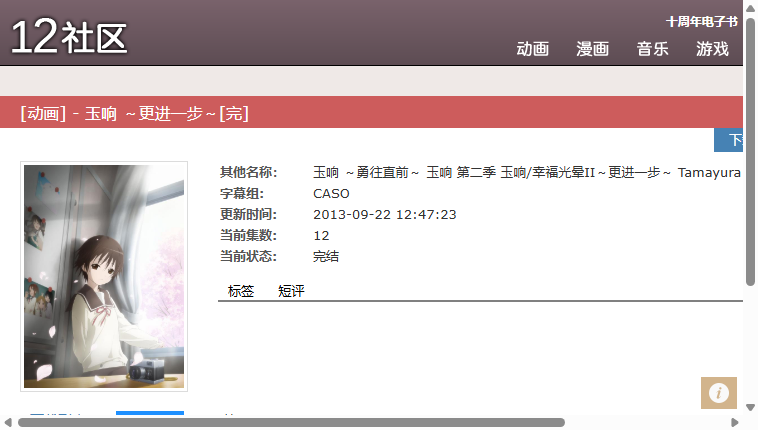 12社区
十周年电子书
动画 漫画 音乐 游戏
[动画] - 玉响 ～更进一步～[完]
其他名称: 玉响 ～勇往直前～ 玉响 第二季 玉响/幸福光晕II～更进一步～ Tamayura
字幕组: CASO
更新时间: 2013-09-22 12:47:23
当前集数: 12
当前状态: 完结
标签 短评